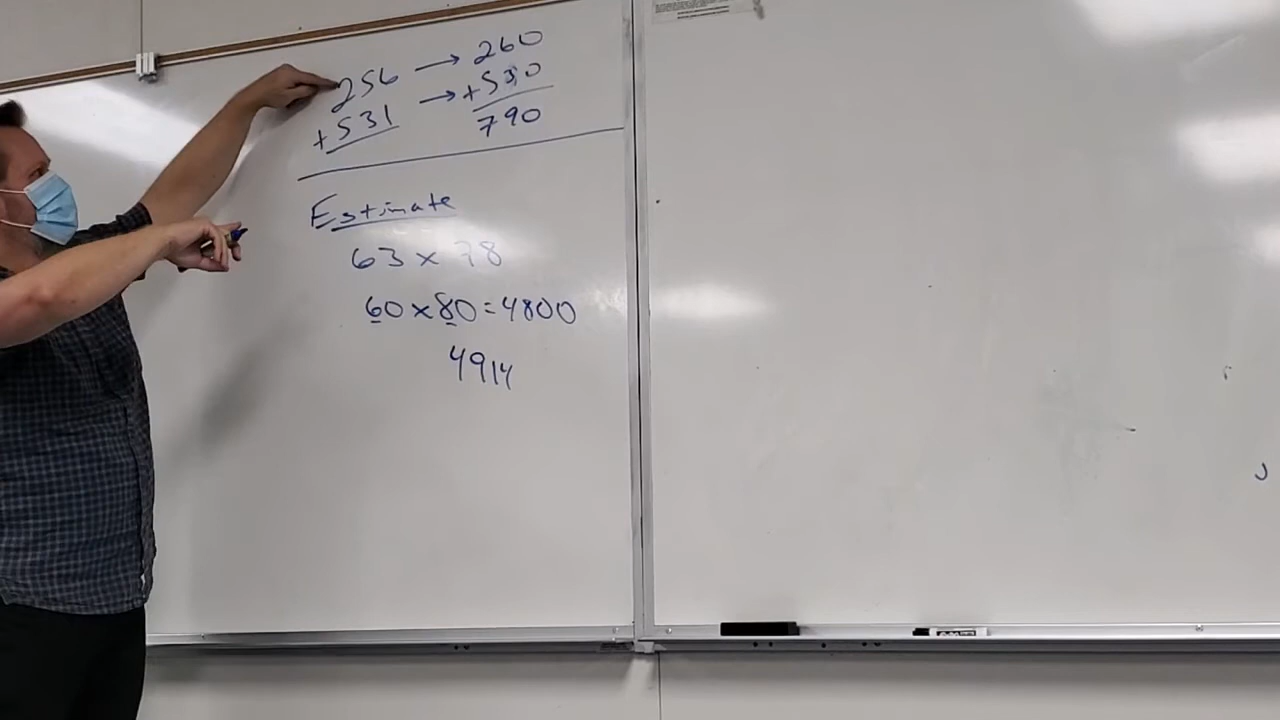 256 → 260
+531 → +530
790
Estimate
63 x 78
60 x 80 = 4800
4914